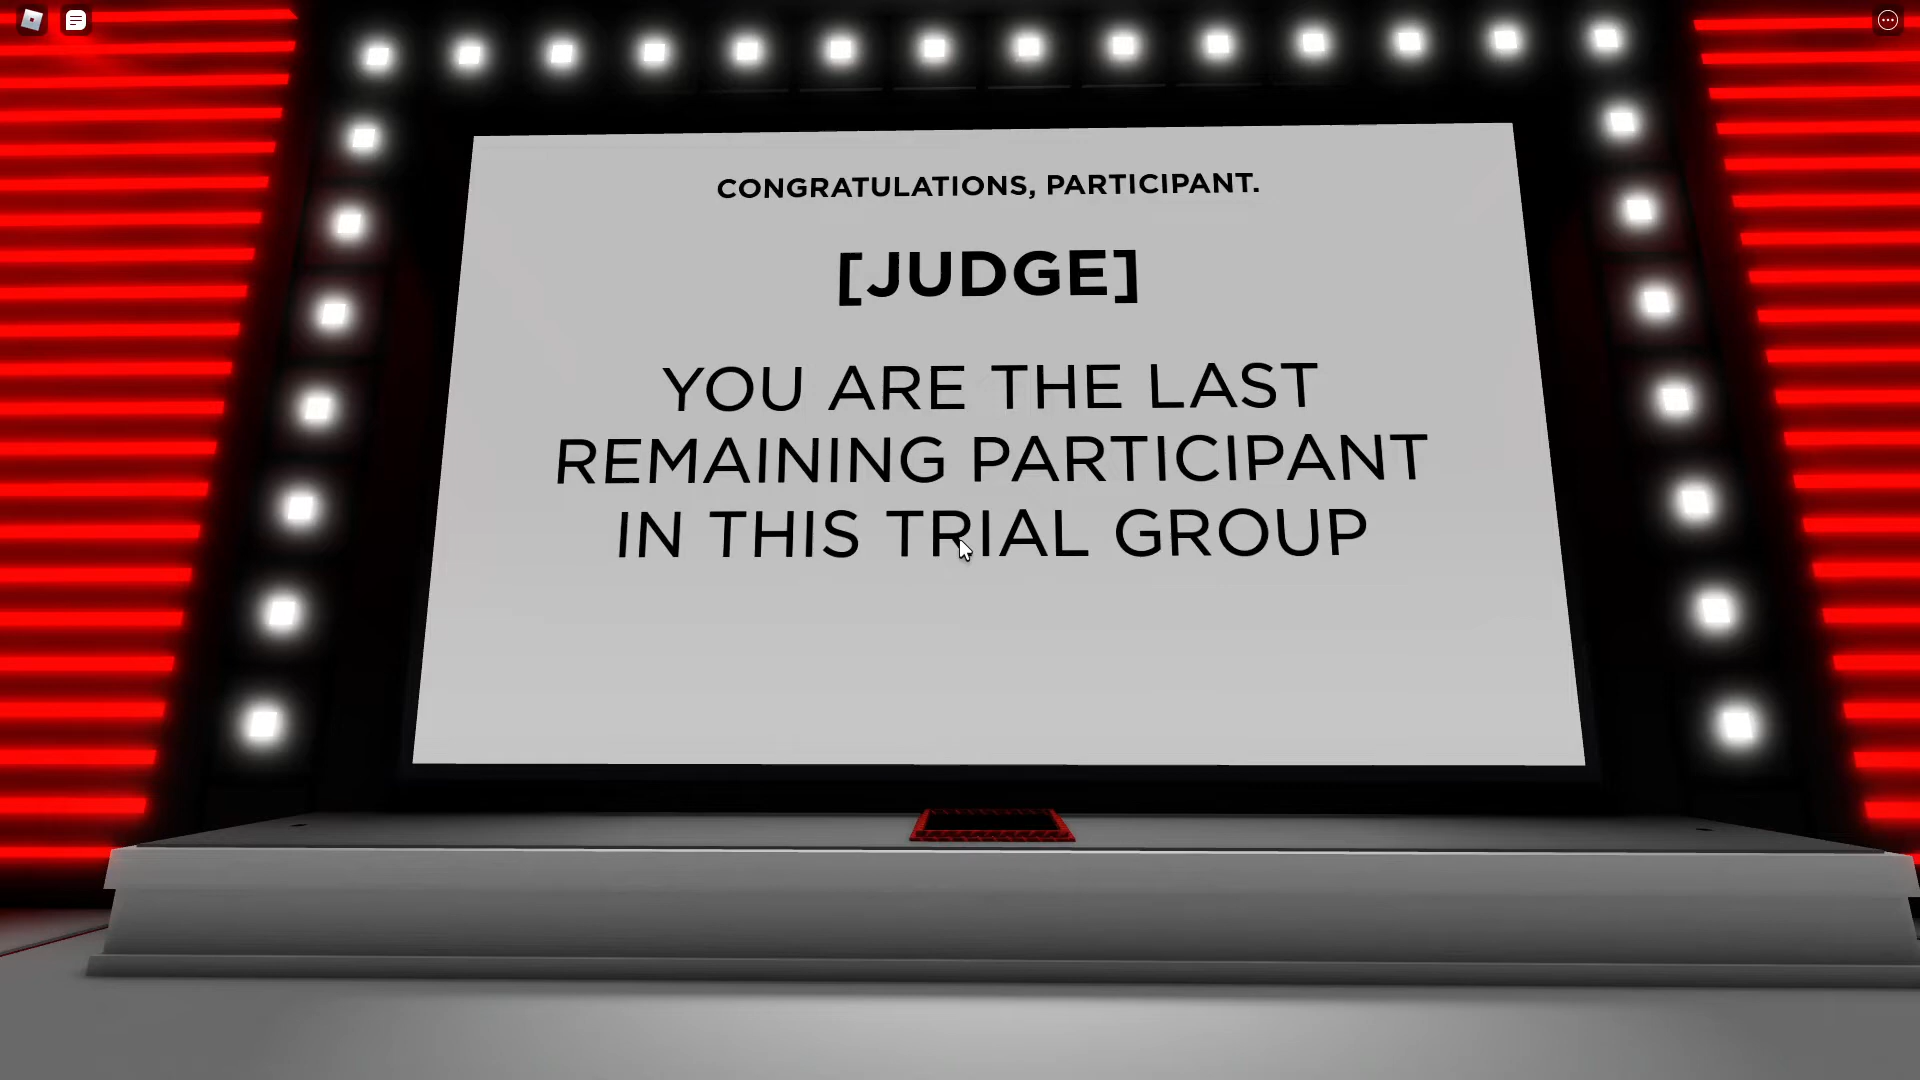 CONGRATULATIONS, PARTICIPANT.
[JUDGE]
YOU ARE THE LAST
REMAINING PARTICIPANT
IN THIS TRIAL GROUP